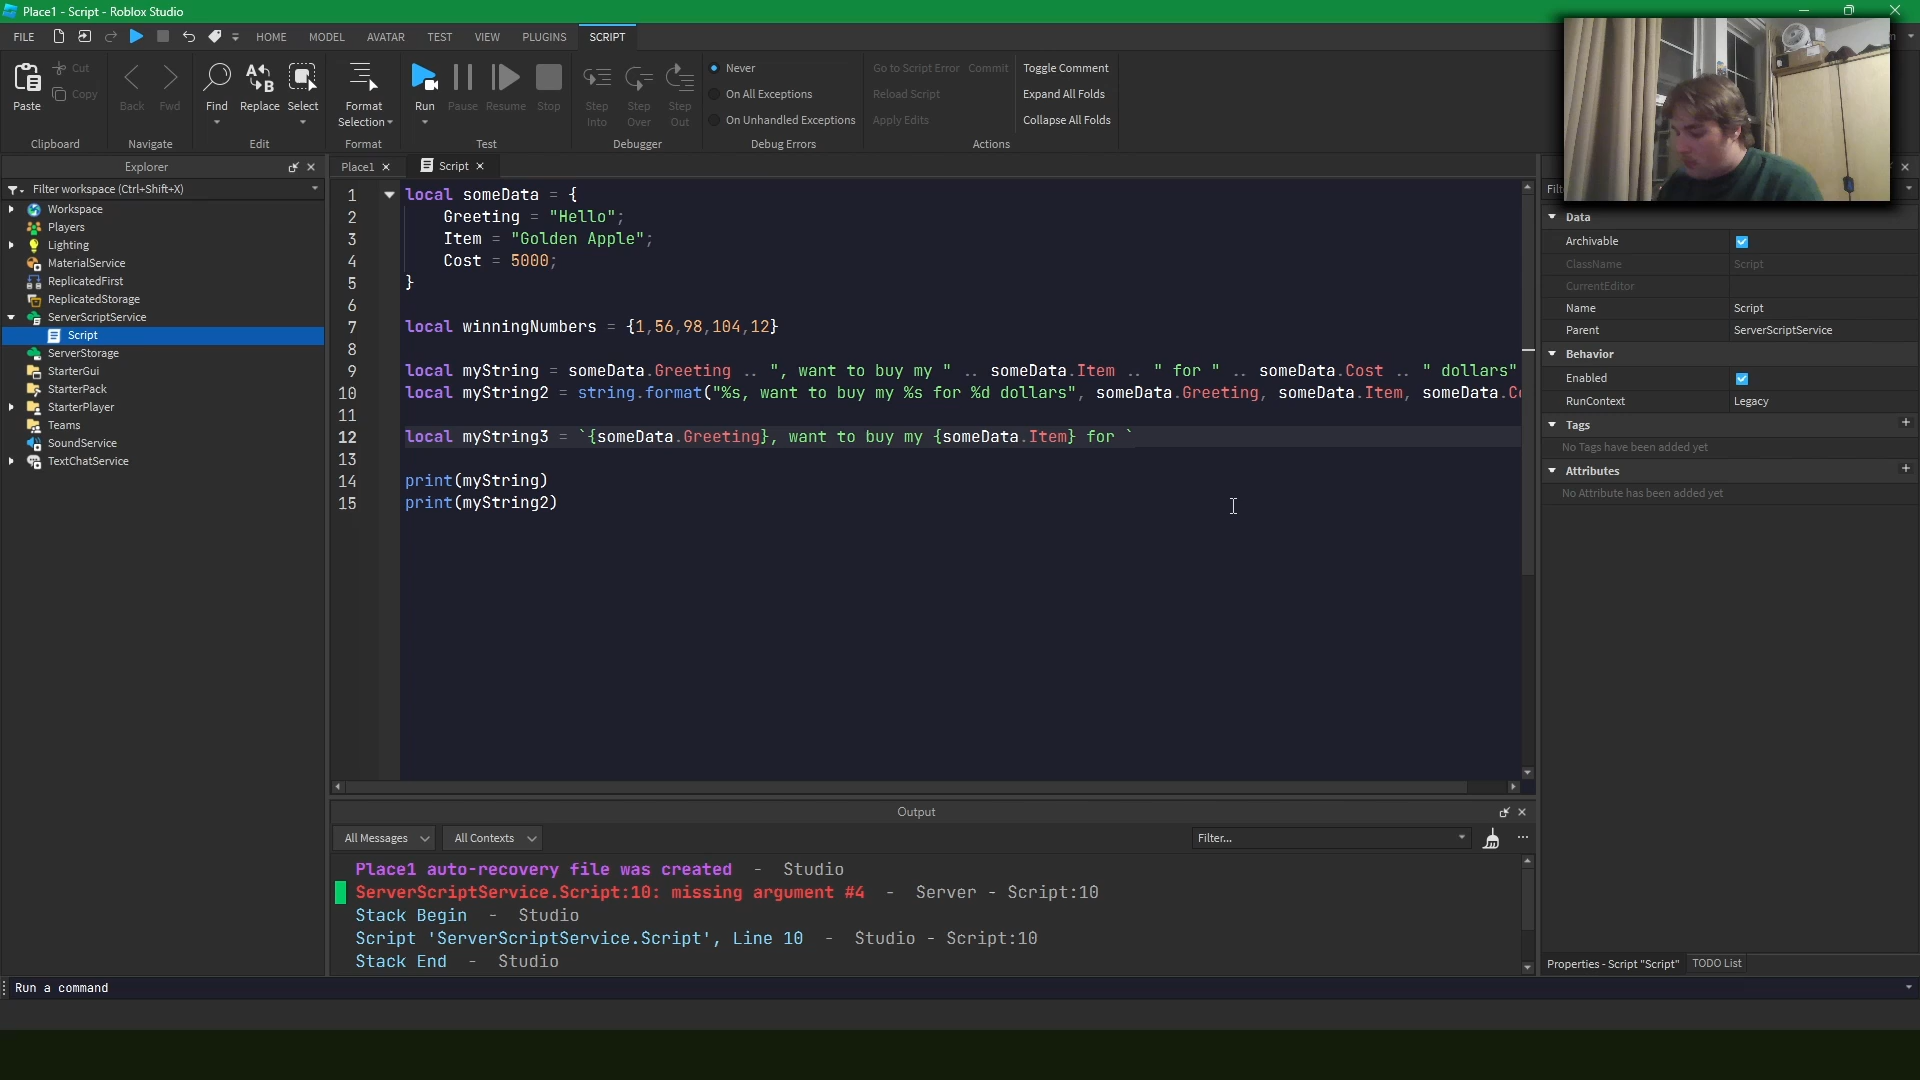 Place1 - Script - Roblox Studio
FILE
HOME
MODEL
AVATAR
TEST
VIEW
PLUGINS
SCRIPT
Paste
Cut
Copy
Clipboard
Back
Fwd
Navigate
Find
Replace
Select
Edit
Format
Selection
Format
Run
Pause
Resume
Stop
Test
Step
Into
Step
Over
Step
Out
Debugger
Never
On All Exceptions
On Unhandled Exceptions
Debug Errors
Go to Script Error
Commit
Reload Script
Apply Edits
Toggle Comment
Expand All Folds
Collapse All Folds
Actions
Explorer
Filter workspace (Ctrl+Shift+X)
Workspace
Players
Lighting
MaterialService
ReplicatedFirst
ReplicatedStorage
ServerScriptService
Script
ServerStorage
StarterGui
StarterPack
StarterPlayer
Teams
SoundService
TextChatService
Place1
Script
1 local someData = {
2 Greeting = "Hello";
3 Item = "Golden Apple";
4 Cost = 5000;
5 }
6
7 local winningNumbers = {1,56,98,104,12}
8
9 local myString = someData.Greeting .. ", want to buy my " .. someData.Item .. " for " .. someData.Cost .. " dollars"
10 local myString2 = string.format("%s, want to buy my %s for %d dollars", someData.Greeting, someData.Item, someData.Co
11
12 local myString3 = `{someData.Greeting}, want to buy my {someData.Item} for `
13
14 print(myString)
15 print(myString2)
Output
All Messages
All Contexts
Filter...
Place1 auto-recovery file was created - Studio
ServerScriptService.Script:10: missing argument #4 - Server - Script:10
Stack Begin - Studio
Script 'ServerScriptService.Script', Line 10 - Studio - Script:10
Stack End - Studio
Run a command
Data
Archivable
ClassName Script
CurrentEditor
Name Script
Parent ServerScriptService
Behavior
Enabled
RunContext Legacy
Tags
No Tags have been added yet
Attributes
No Attribute has been added yet
Properties - Script "Script"
TODO List